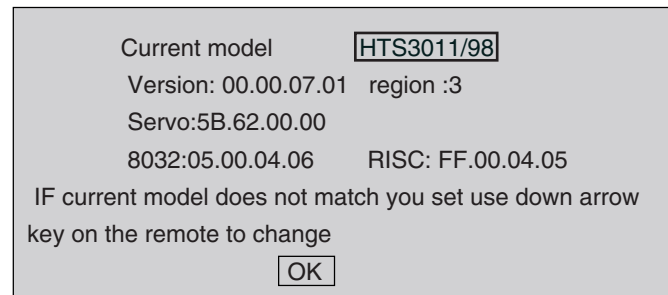 Current model HTS3011/98
Version: 00.00.07.01 region :3
Servo:5B.62.00.00
8032:05.00.04.06 RISC: FF.00.04.05
IF current model does not match you set use down arrow
key on the remote to change
OK